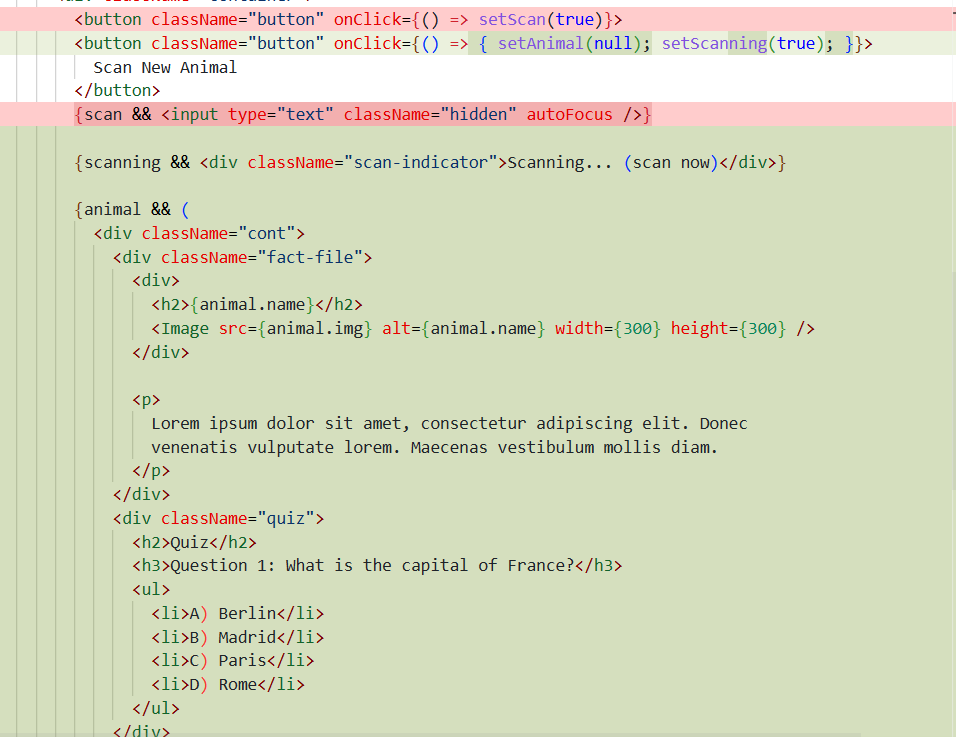 <button className="button" onClick={() => setScan(true)}>
<button className="button" onClick={() => { setAnimal(null); setScanning(true); }}>
Scan New Animal
</button>
{scan && <input type="text" className="hidden" autoFocus />}
{scanning && <div className="scan-indicator">Scanning... (scan now)</div>}
{animal && (
<div className="cont">
<div className="fact-file">
<div>
<h2>{animal.name}</h2>
<Image src={animal.img} alt={animal.name} width={300} height={300} />
</div>
<p>
Lorem ipsum dolor sit amet, consectetur adipiscing elit. Donec
venenatis vulputate lorem. Maecenas vestibulum mollis diam.
</p>
</div>
<div className="quiz">
<h2>Quiz</h2>
<h3>Question 1: What is the capital of France?</h3>
<ul>
<li>A) Berlin</li>
<li>B) Madrid</li>
<li>C) Paris</li>
<li>D) Rome</li>
</ul>
</div>